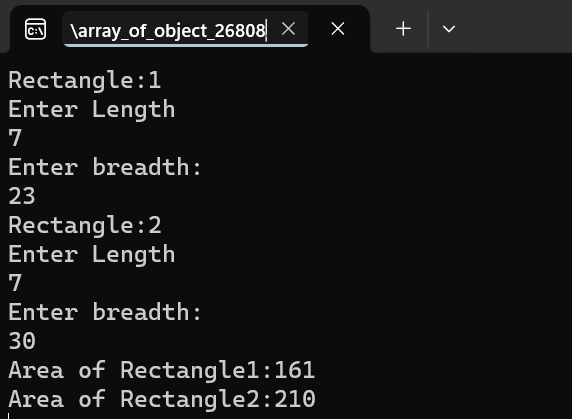 \array_of_object_26808
Rectangle:1
Enter Length
7
Enter breadth:
23
Rectangle:2
Enter Length
7
Enter breadth:
30
Area of Rectangle1:161
Area of Rectangle2:210